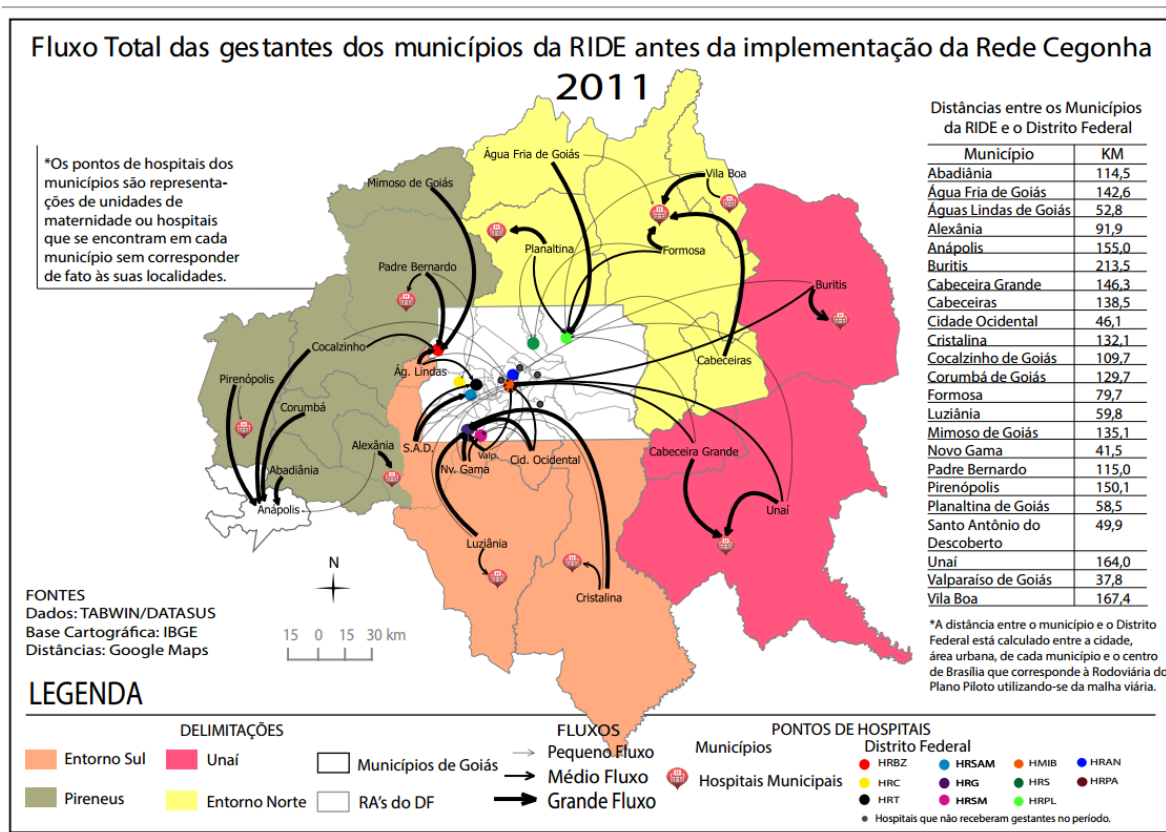 Fluxo Total das gestantes dos municípios da RIDE antes da implementação da Rede Cegonha
2011
*Os pontos de hospitais dos
municípios são representa-
ções de unidades de
maternidade ou hospitais
que se encontram em cada
município sem corresponder
de fato às suas localidades.
Água Fria de Goiás
Vila Boa
Mimoso de Goiás
Planaltina
Formosa
Padre Bernardo
Buritis
Cocalzinho
Cabeceiras
Ág. Lindas
Pirenópolis
Corumbá
Alexânia
S.A.D.
Valp.
Nv. Gama
Cid. Ocidental
Cabeceira Grande
Abadiânia
Anápolis
Unaí
Luziânia
Cristalina
Distâncias entre os Municípios
da RIDE e o Distrito Federal
Município KM
Abadiânia 114,5
Água Fria de Goiás 142,6
Águas Lindas de Goiás 52,8
Alexânia 91,9
Anápolis 155,0
Buritis 213,5
Cabeceira Grande 146,3
Cabeceiras 138,5
Cidade Ocidental 46,1
Cristalina 132,1
Cocalzinho de Goiás 109,7
Corumbá de Goiás 129,7
Formosa 79,7
Luziânia 59,8
Mimoso de Goiás 135,1
Novo Gama 41,5
Padre Bernardo 115,0
Pirenópolis 150,1
Planaltina de Goiás 58,5
Santo Antônio do 49,9
Descoberto
Unaí 164,0
Valparaíso de Goiás 37,8
Vila Boa 167,4
*A distância entre o município e o Distrito
Federal está calculado entre a cidade,
área urbana, de cada município e o centro
de Brasília que corresponde à Rodoviária do
Plano Piloto utilizando-se da malha viária.
N
15 0 15 30 km
FONTES
Dados: TABWIN/DATASUS
Base Cartográfica: IBGE
Distâncias: Google Maps
LEGENDA
DELIMITAÇÕES
Entorno Sul
Unaí
Municípios de Goiás
Pireneus
Entorno Norte
RA's do DF
FLUXOS
Pequeno Fluxo
Médio Fluxo
Grande Fluxo
PONTOS DE HOSPITAIS
Municípios
Hospitais Municipais
Distrito Federal
HRBZ HRSAM HMIB HRAN
HRC HRG HRS HRPA
HRT HRSM HRPL
Hospitais que não receberam gestantes no período.